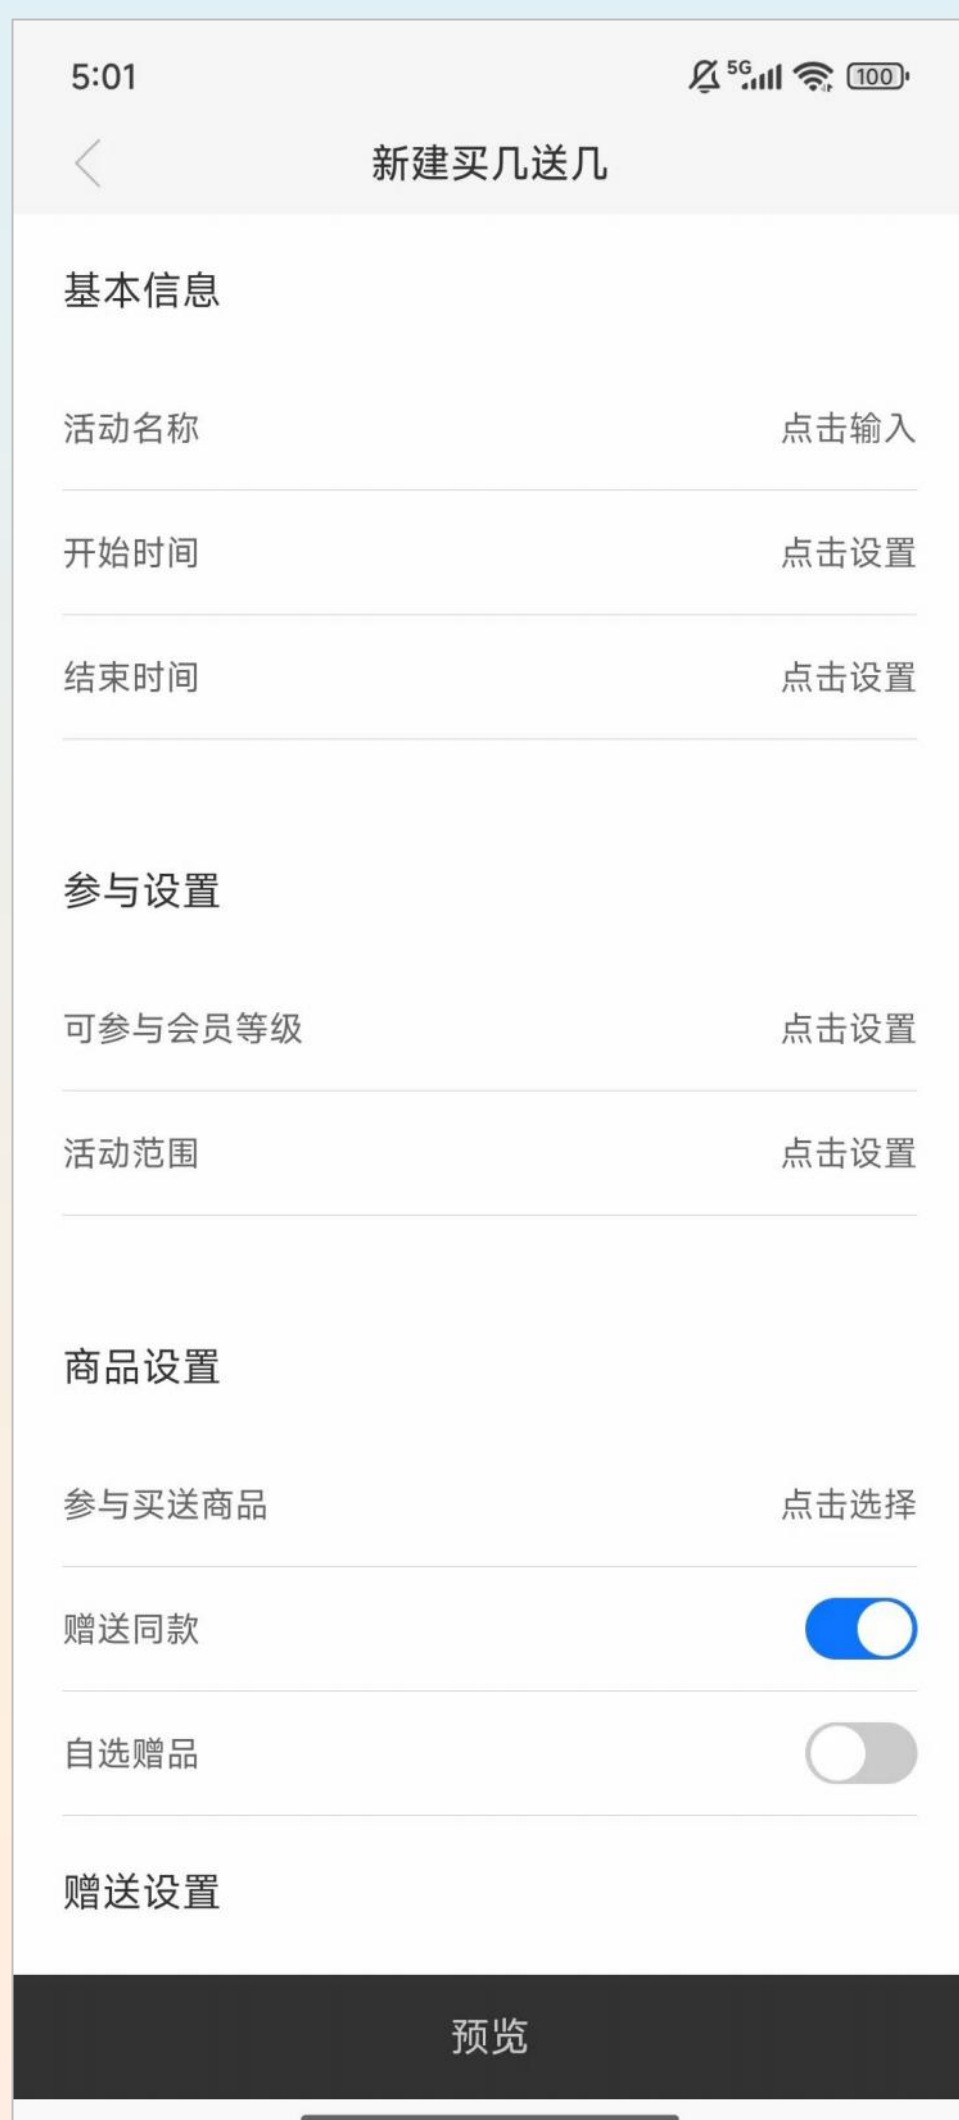 5:01 5G 100
新建买几送几
基本信息
活动名称 点击输入
开始时间 点击设置
结束时间 点击设置
参与设置
可参与会员等级 点击设置
活动范围 点击设置
商品设置
参与买送商品 点击选择
赠送同款
自选赠品
赠送设置
预览